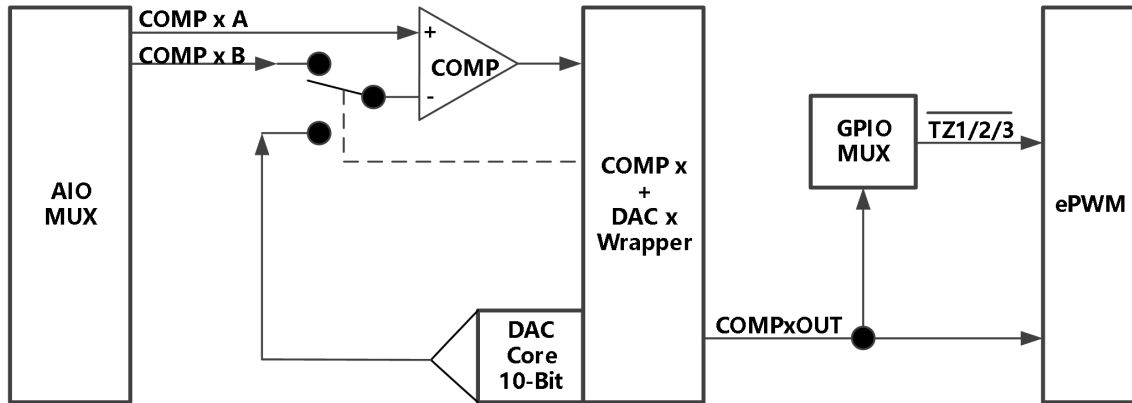 COMP x A
COMP x B
+
COMP
-
AIO
MUX
COMP x
+
DAC x
Wrapper
GPIO
MUX
TZ1/2/3
ePWM
DAC
Core
10-Bit
COMPxOUT